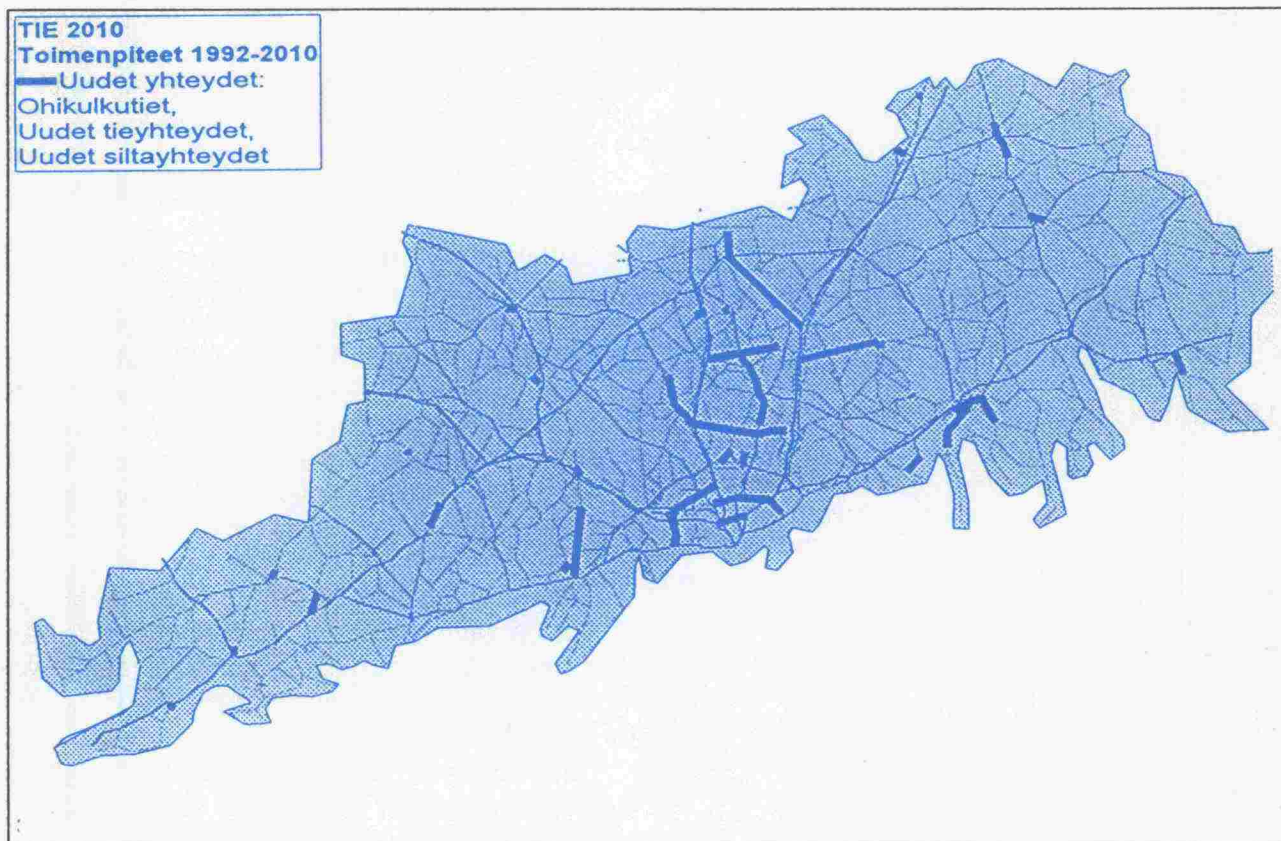 TIE 2010
Toimenpiteet 1992-2010
Uudet yhteydet:
Ohikulkutiet,
Uudet tieyhteydet,
Uudet siltayhteydet